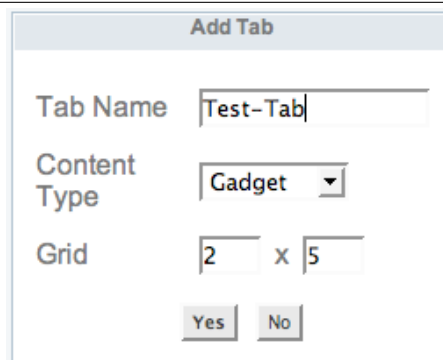 Add Tab
Tab Name Test-Tab
Content
Type Gadget
Grid 2 x 5
Yes No